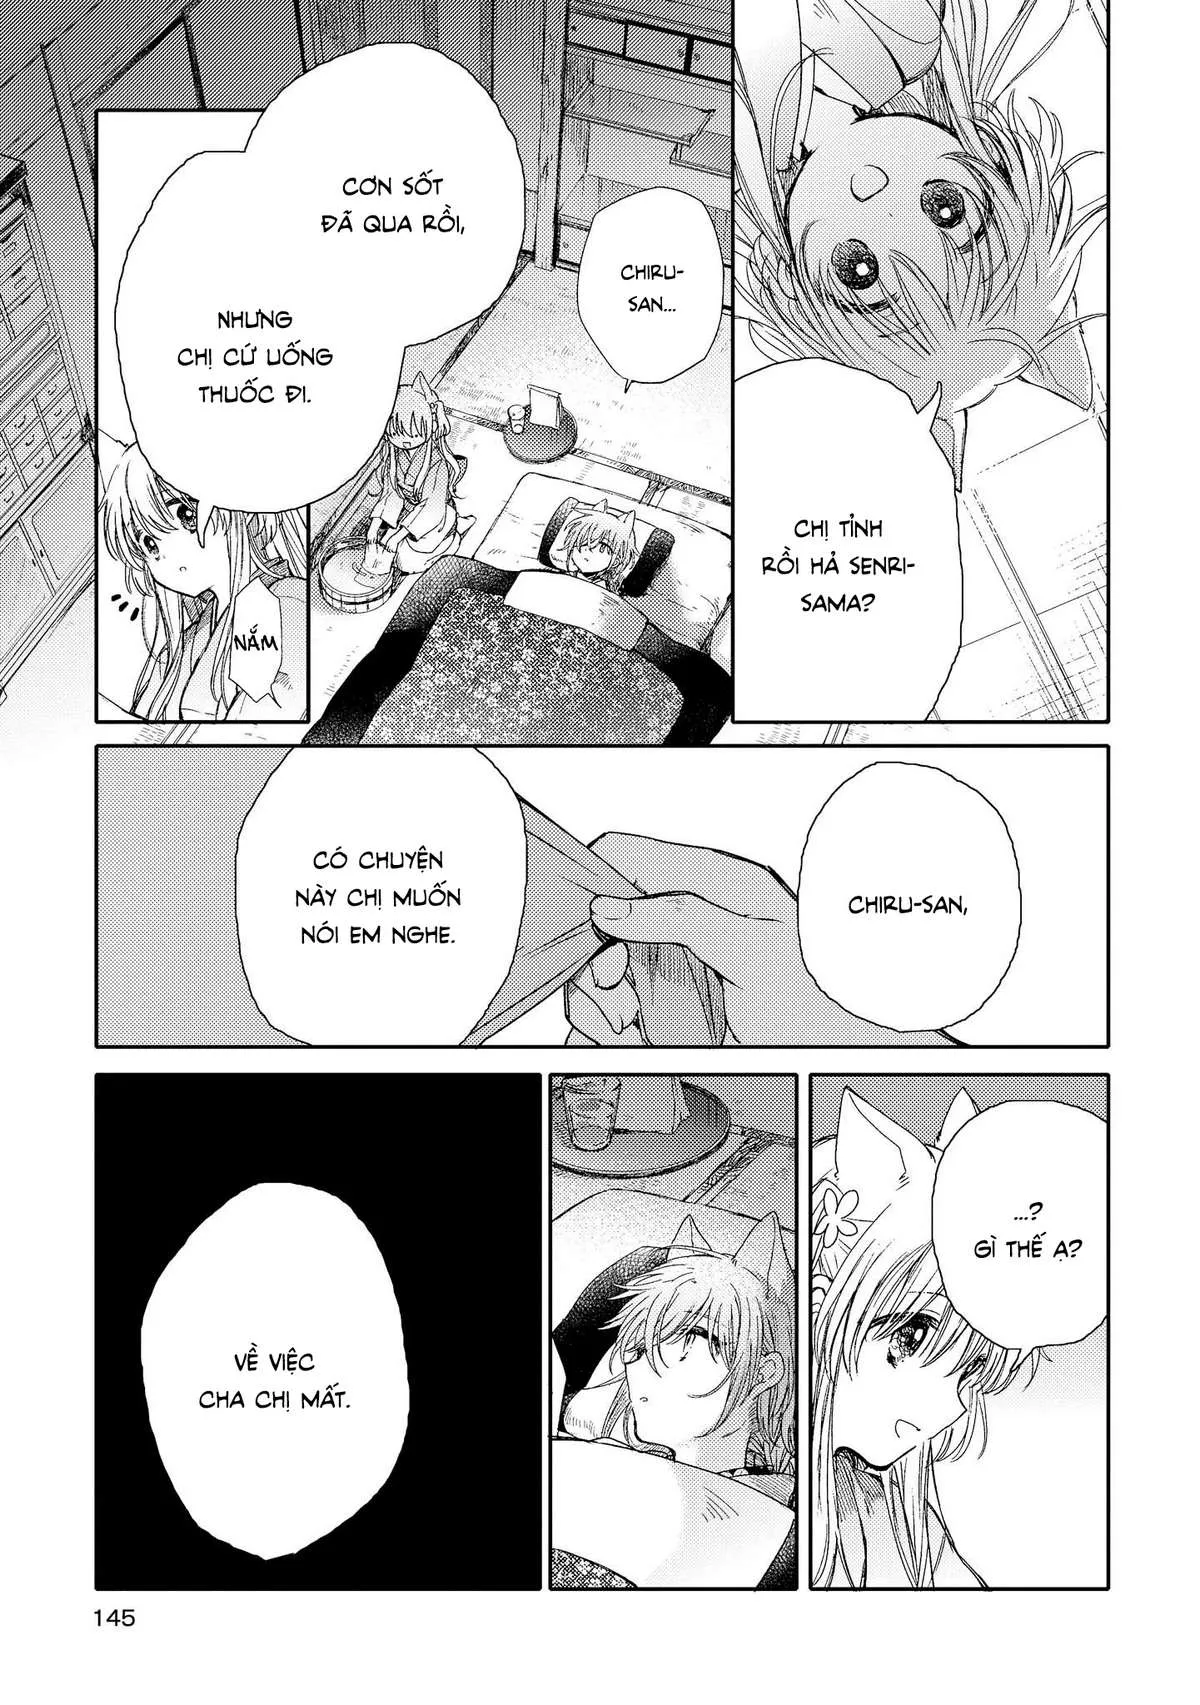 CHỊ TỈNH
RỒI HẢ SENRI-
SAMA?
CHIRU-
SAN...
CƠN SỐT
ĐÃ QUA RỒI,
NHƯNG
CHỊ CỨ UỐNG
THUỐC ĐI.
NẮM
CHIRU-SAN,
CÓ CHUYỆN
NÀY CHỊ MUỐN
NÓI EM NGHE.
...?
GÌ THẾ Ạ?
VỀ VIỆC
CHA CHỊ MẤT.
145